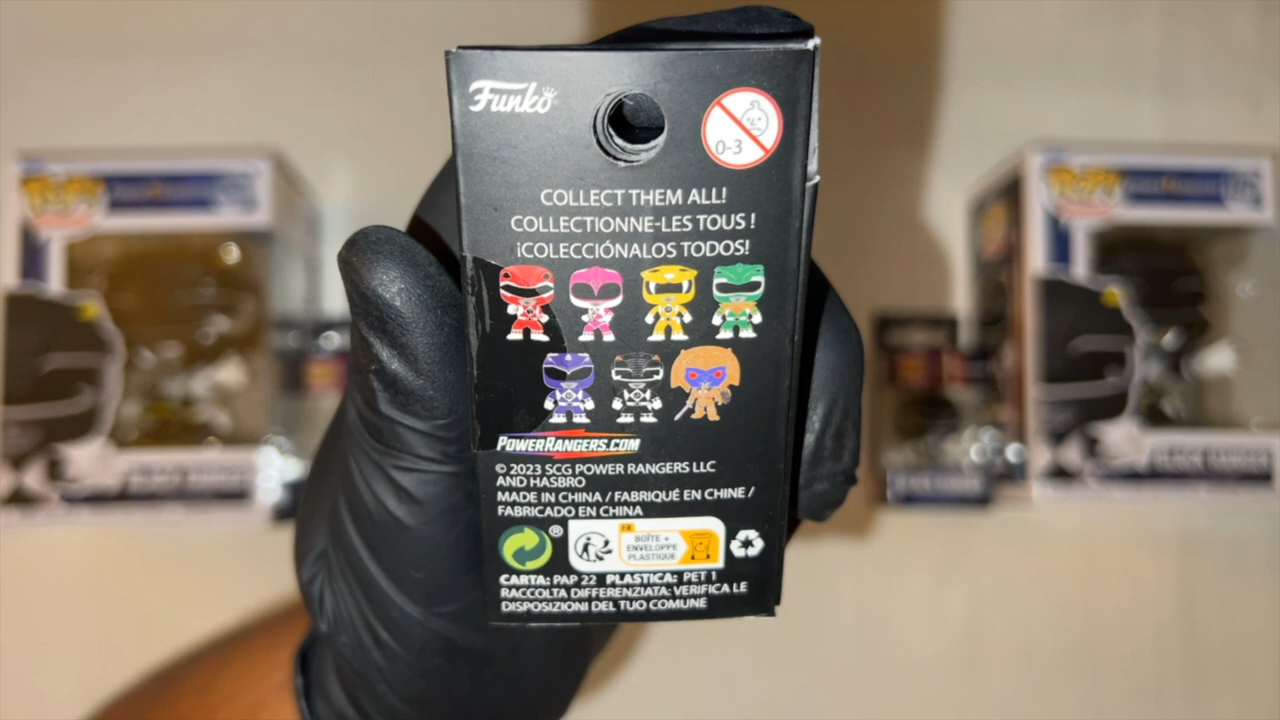 Funko
0-3
COLLECT THEM ALL!
COLLECTIONNE-LES TOUS !
¡COLECCIÓNALOS TODOS!
POWERRANGERS.COM
© 2023 SCG POWER RANGERS LLC
AND HASBRO
MADE IN CHINA / FABRIQUÉ EN CHINE /
FABRICADO EN CHINA
®
FR
BOÎTE +
ENVELOPPE
PLASTIQUE
CARTA: PAP 22 PLASTICA: PET 1
RACCOLTA DIFFERENZIATA: VERIFICA LE
DISPOSIZIONI DEL TUO COMUNE
POP!
POP!